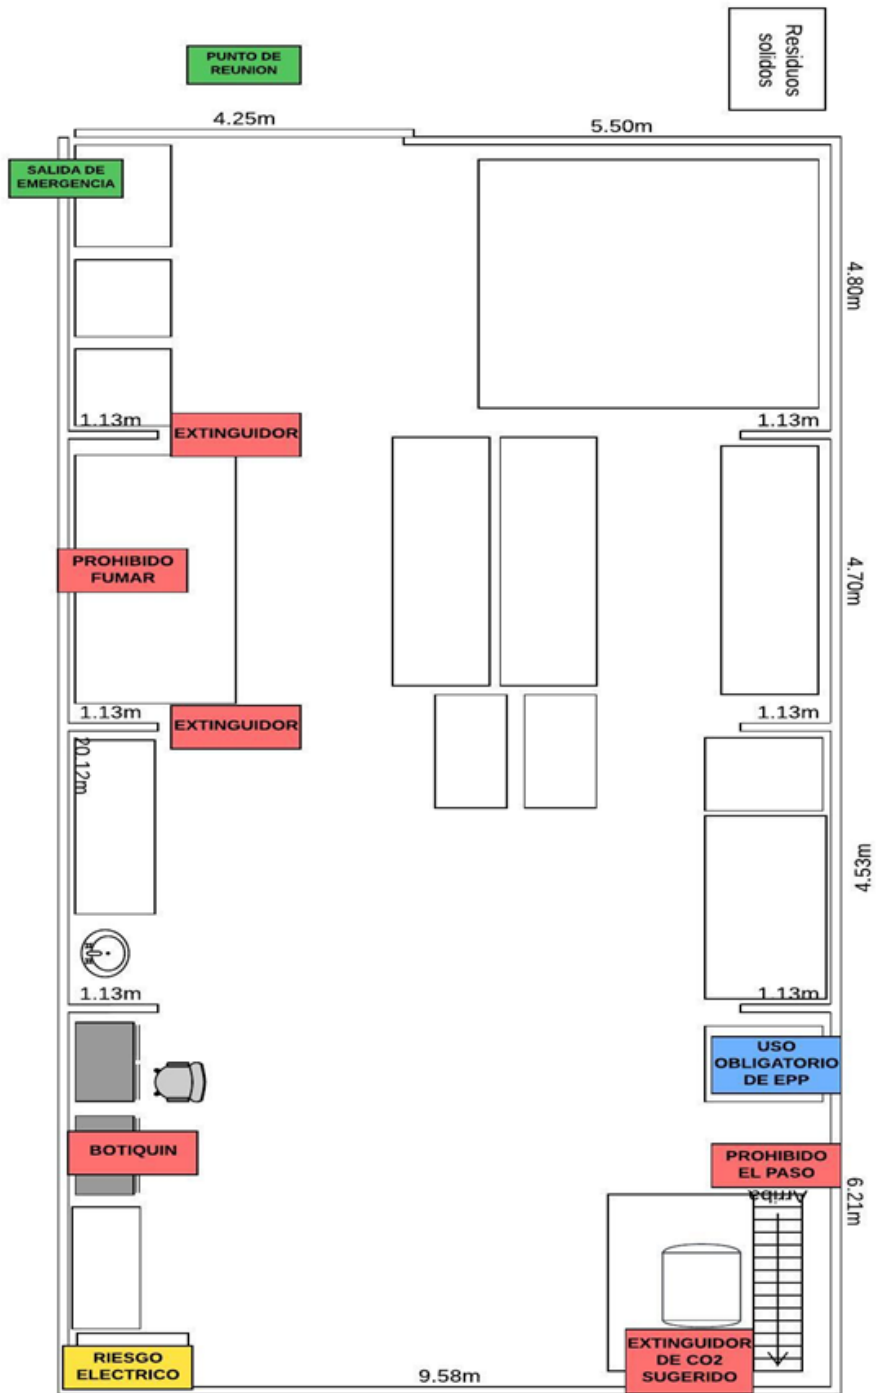 Residuos
solidos
PUNTO DE
REUNION
4.25m
5.50m
SALIDA DE
EMERGENCIA
4.80m
1.13m
EXTINGUIDOR
1.13m
PROHIBIDO
FUMAR
4.70m
1.13m
EXTINGUIDOR
1.13m
20.12m
4.53m
1.13m
1.13m
USO
OBLIGATORIO
DE EPP
BOTIQUIN
PROHIBIDO
EL PASO
Arriba
6.21m
RIESGO
ELECTRICO
9.58m
EXTINGUIDOR
DE CO2
SUGERIDO